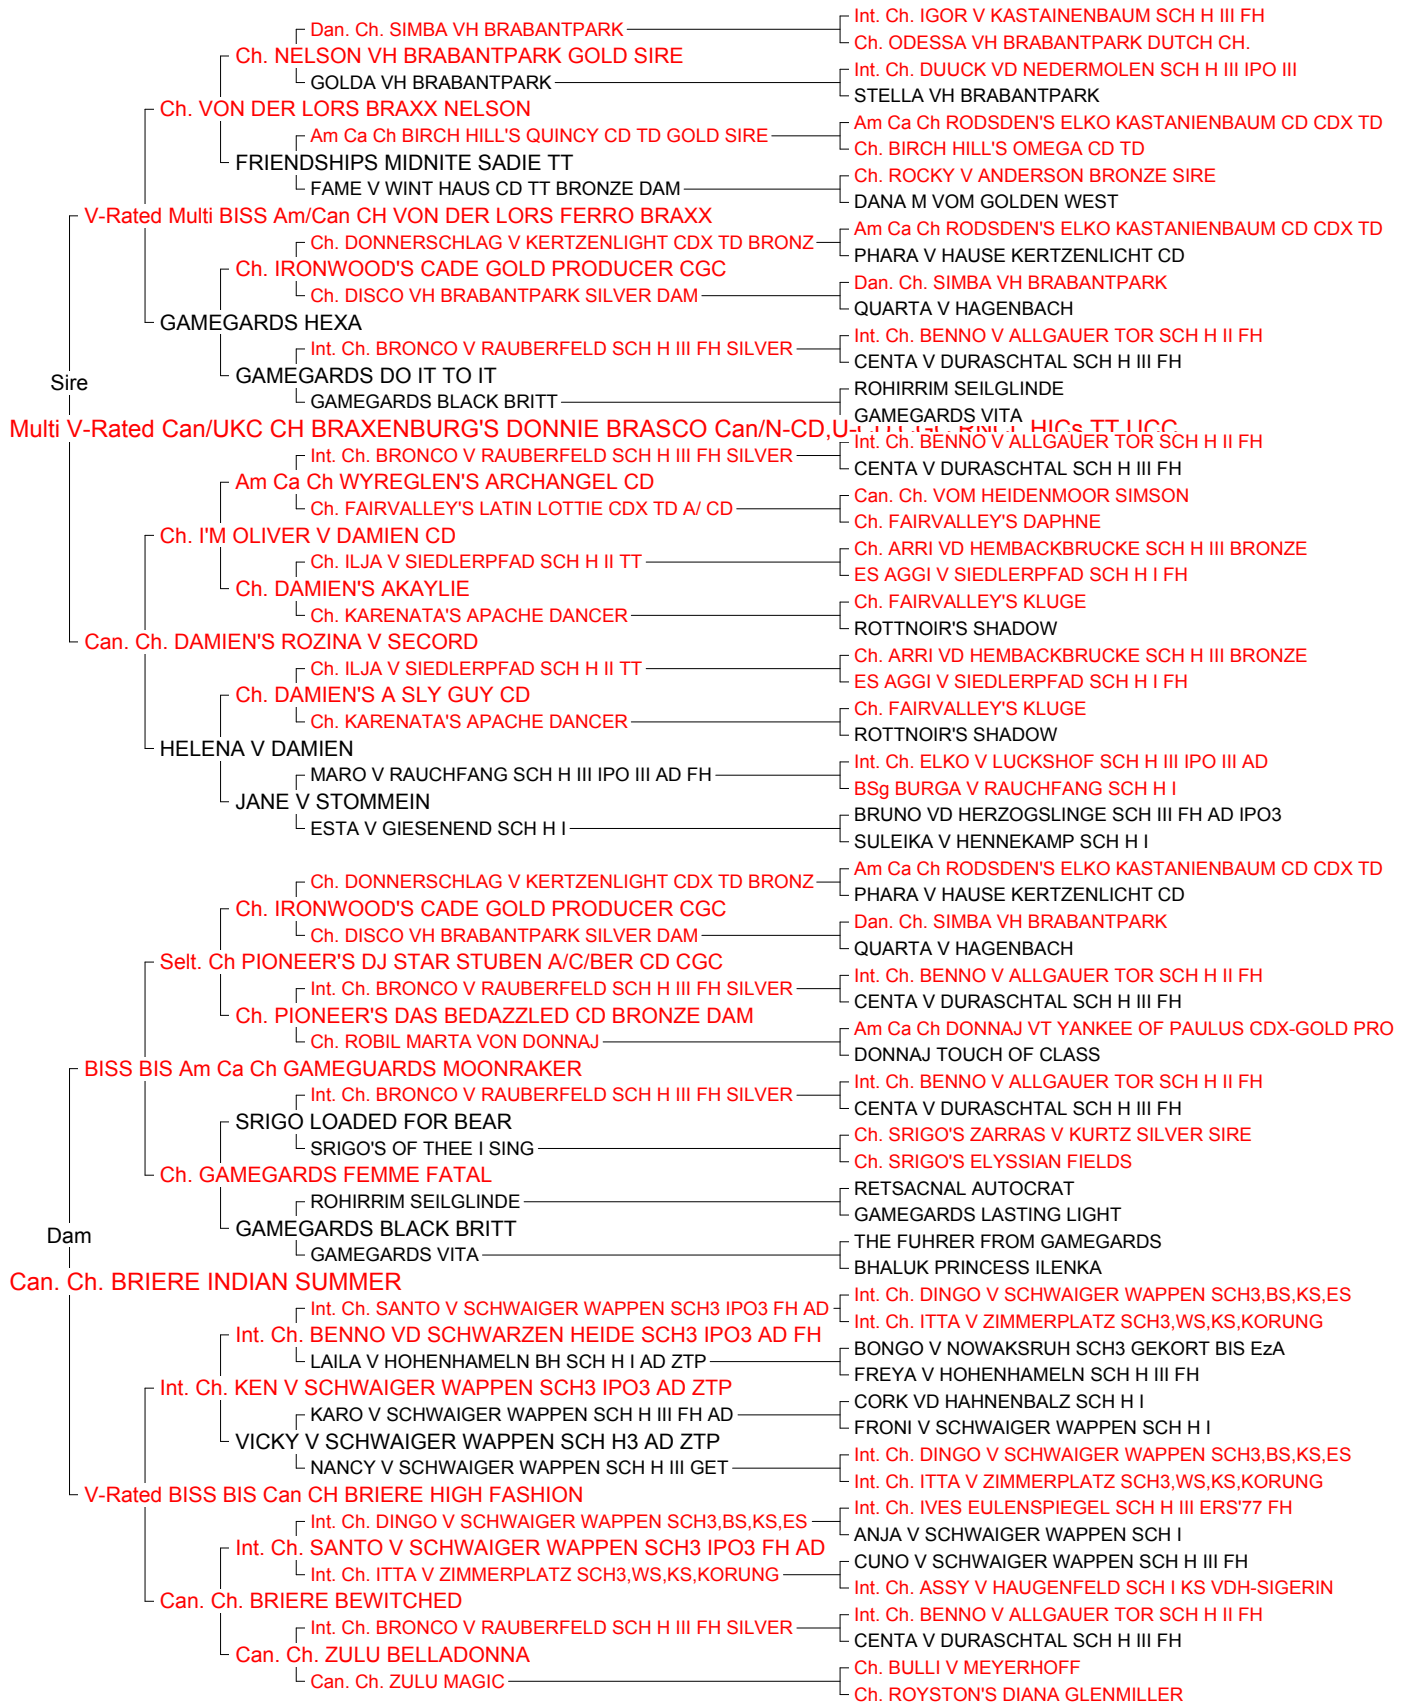 Int. Ch. IGOR V KASTAINENBAUM SCH H III FH
Dan. Ch. SIMBA VH BRABANTPARK
Ch. ODESSA VH BRABANTPARK DUTCH CH.
Ch. NELSON VH BRABANTPARK GOLD SIRE
Int. Ch. DUUCK VD NEDERMOLEN SCH H III IPO III
GOLDA VH BRABANTPARK
STELLA VH BRABANTPARK
Ch. VON DER LORS BRAXX NELSON
Am Ca Ch RODSDEN'S ELKO KASTANIENBAUM CD CDX TD
Am Ca Ch BIRCH HILL'S QUINCY CD TD GOLD SIRE
Ch. BIRCH HILL'S OMEGA CD TD
FRIENDSHIPS MIDNITE SADIE TT
Ch. ROCKY V ANDERSON BRONZE SIRE
FAME V WINT HAUS CD TT BRONZE DAM
DANA M VOM GOLDEN WEST
V-Rated Multi BISS Am/Can CH VON DER LORS FERRO BRAXX
Am Ca Ch RODSDEN'S ELKO KASTANIENBAUM CD CDX TD
Ch. DONNERSCHLAG V KERTZENLIGHT CDX TD BRONZ
PHARA V HAUSE KERTZENLICHT CD
Ch. IRONWOOD'S CADE GOLD PRODUCER CGC
Dan. Ch. SIMBA VH BRABANTPARK
Ch. DISCO VH BRABANTPARK SILVER DAM
QUARTA V HAGENBACH
GAMEGARDS HEXA
Int. Ch. BENNO V ALLGAUER TOR SCH H II FH
Int. Ch. BRONCO V RAUBERFELD SCH H III FH SILVER
CENTA V DURASCHTAL SCH H III FH
GAMEGARDS DO IT TO IT
Sire
ROHIRRIM SEILGLINDE
GAMEGARDS BLACK BRITT
GAMEGARDS VITA
Multi V-Rated Can/UKC CH BRAXENBURG'S DONNIE BRASCO Can/N-CD,U-CD CGC RNCL HICs TT UCC
Int. Ch. BENNO V ALLGAUER TOR SCH H II FH
Int. Ch. BRONCO V RAUBERFELD SCH H III FH SILVER
CENTA V DURASCHTAL SCH H III FH
Am Ca Ch WYREGLEN'S ARCHANGEL CD
Can. Ch. VOM HEIDENMOOR SIMSON
Ch. FAIRVALLEY'S LATIN LOTTIE CDX TD A/ CD
Ch. FAIRVALLEY'S DAPHNE
Ch. I'M OLIVER V DAMIEN CD
Ch. ARRI VD HEMBACKBRUCKE SCH H III BRONZE
Ch. ILJA V SIEDLERPFAD SCH H II TT
ES AGGI V SIEDLERPFAD SCH H I FH
Ch. DAMIEN'S AKAYLIE
Ch. FAIRVALLEY'S KLUGE
Ch. KARENATA'S APACHE DANCER
ROTTNOIR'S SHADOW
Can. Ch. DAMIEN'S ROZINA V SECORD
Ch. ARRI VD HEMBACKBRUCKE SCH H III BRONZE
Ch. ILJA V SIEDLERPFAD SCH H II TT
ES AGGI V SIEDLERPFAD SCH H I FH
Ch. DAMIEN'S A SLY GUY CD
Ch. FAIRVALLEY'S KLUGE
Ch. KARENATA'S APACHE DANCER
ROTTNOIR'S SHADOW
HELENA V DAMIEN
Int. Ch. ELKO V LUCKSHOF SCH H III IPO III AD
MARO V RAUCHFANG SCH H III IPO III AD FH
BSg BURGA V RAUCHFANG SCH H I
JANE V STOMMEIN
BRUNO VD HERZOGSLINGE SCH III FH AD IPO3
ESTA V GIESENEND SCH H I
SULEIKA V HENNEKAMP SCH H I
Am Ca Ch RODSDEN'S ELKO KASTANIENBAUM CD CDX TD
Ch. DONNERSCHLAG V KERTZENLIGHT CDX TD BRONZ
PHARA V HAUSE KERTZENLICHT CD
Ch. IRONWOOD'S CADE GOLD PRODUCER CGC
Dan. Ch. SIMBA VH BRABANTPARK
Ch. DISCO VH BRABANTPARK SILVER DAM
QUARTA V HAGENBACH
Selt. Ch PIONEER'S DJ STAR STUBEN A/C/BER CD CGC
Int. Ch. BENNO V ALLGAUER TOR SCH H II FH
Int. Ch. BRONCO V RAUBERFELD SCH H III FH SILVER
CENTA V DURASCHTAL SCH H III FH
Ch. PIONEER'S DAS BEDAZZLED CD BRONZE DAM
Am Ca Ch DONNAJ VT YANKEE OF PAULUS CDX-GOLD PRO
Ch. ROBIL MARTA VON DONNAJ
DONNAJ TOUCH OF CLASS
BISS BIS Am Ca Ch GAMEGUARDS MOONRAKER
Int. Ch. BENNO V ALLGAUER TOR SCH H II FH
Int. Ch. BRONCO V RAUBERFELD SCH H III FH SILVER
CENTA V DURASCHTAL SCH H III FH
SRIGO LOADED FOR BEAR
Ch. SRIGO'S ZARRAS V KURTZ SILVER SIRE
SRIGO'S OF THEE I SING
Ch. SRIGO'S ELYSSIAN FIELDS
Ch. GAMEGARDS FEMME FATAL
RETSACNAL AUTOCRAT
ROHIRRIM SEILGLINDE
GAMEGARDS LASTING LIGHT
GAMEGARDS BLACK BRITT
Dam
THE FUHRER FROM GAMEGARDS
GAMEGARDS VITA
BHALUK PRINCESS ILENKA
Can. Ch. BRIERE INDIAN SUMMER
Int. Ch. DINGO V SCHWAIGER WAPPEN SCH3,BS,KS,ES
Int. Ch. SANTO V SCHWAIGER WAPPEN SCH3 IPO3 FH AD
Int. Ch. ITTA V ZIMMERPLATZ SCH3,WS,KS,KORUNG
Int. Ch. BENNO VD SCHWARZEN HEIDE SCH3 IPO3 AD FH
BONGO V NOWAKSRUH SCH3 GEKORT BIS EzA
LAILA V HOHENHAMELN BH SCH H I AD ZTP
FREYA V HOHENHAMELN SCH H III FH
Int. Ch. KEN V SCHWAIGER WAPPEN SCH3 IPO3 AD ZTP
CORK VD HAHNENBALZ SCH H I
KARO V SCHWAIGER WAPPEN SCH H III FH AD
FRONI V SCHWAIGER WAPPEN SCH H I
VICKY V SCHWAIGER WAPPEN SCH H3 AD ZTP
Int. Ch. DINGO V SCHWAIGER WAPPEN SCH3,BS,KS,ES
NANCY V SCHWAIGER WAPPEN SCH H III GET
Int. Ch. ITTA V ZIMMERPLATZ SCH3,WS,KS,KORUNG
V-Rated BISS BIS Can CH BRIERE HIGH FASHION
Int. Ch. IVES EULENSPIEGEL SCH H III ERS'77 FH
Int. Ch. DINGO V SCHWAIGER WAPPEN SCH3,BS,KS,ES
ANJA V SCHWAIGER WAPPEN SCH I
Int. Ch. SANTO V SCHWAIGER WAPPEN SCH3 IPO3 FH AD
CUNO V SCHWAIGER WAPPEN SCH H III FH
Int. Ch. ITTA V ZIMMERPLATZ SCH3,WS,KS,KORUNG
Int. Ch. ASSY V HAUGENFELD SCH I KS VDH-SIGERIN
Can. Ch. BRIERE BEWITCHED
Int. Ch. BENNO V ALLGAUER TOR SCH H II FH
Int. Ch. BRONCO V RAUBERFELD SCH H III FH SILVER
CENTA V DURASCHTAL SCH H III FH
Can. Ch. ZULU BELLADONNA
Ch. BULLI V MEYERHOFF
Can. Ch. ZULU MAGIC
Ch. ROYSTON'S DIANA GLENMILLER